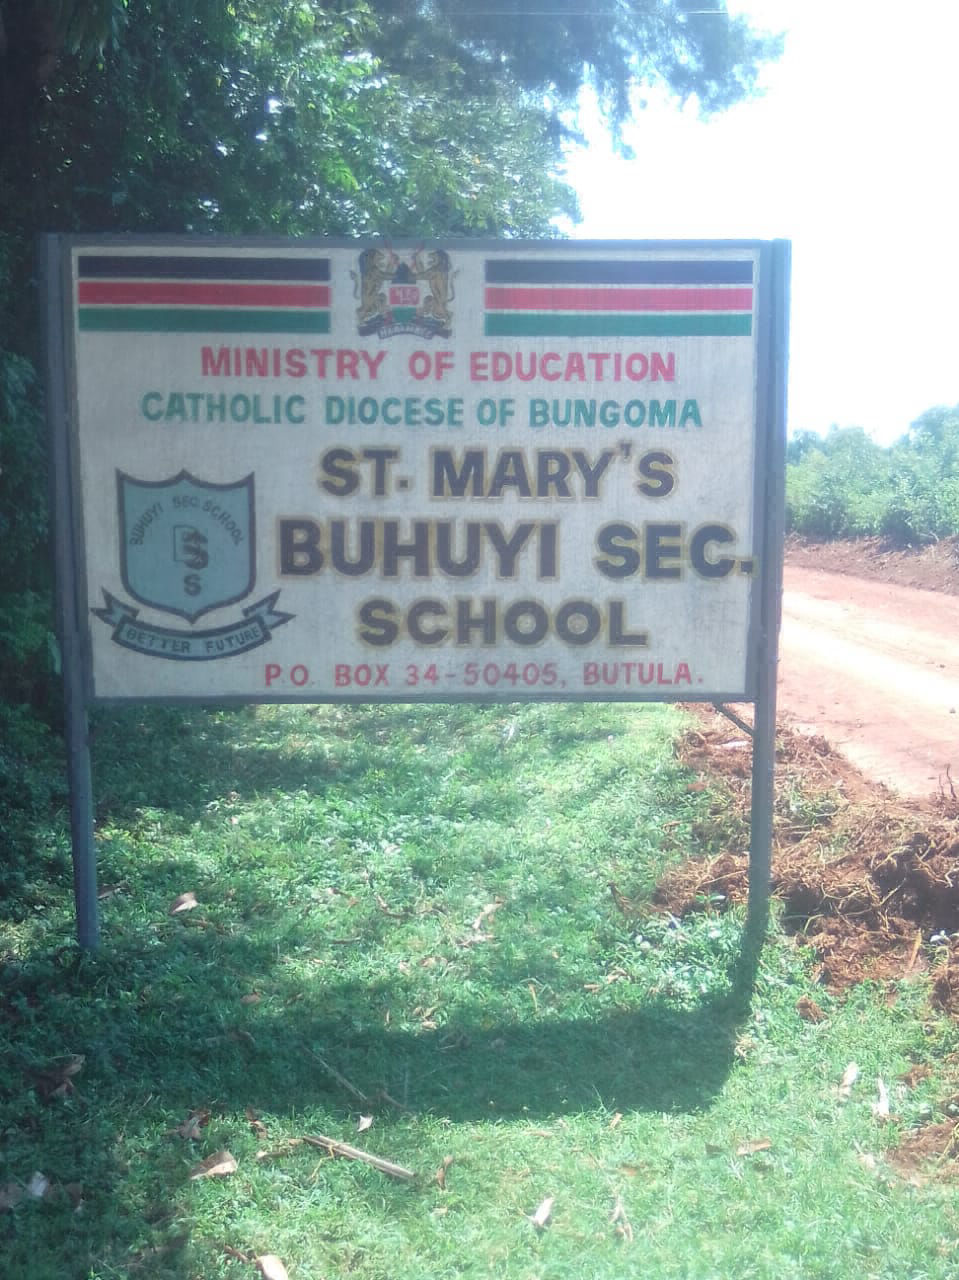 HARAMBEE
MINISTRY OF EDUCATION
CATHOLIC DIOCESE OF BUNGOMA
ST. MARY'S
BUHUYI SEC.
SCHOOL
BUHUYI SEC. SCHOOL
B
S
S
BETTER FUTURE
P.O. BOX 34-50405, BUTULA.